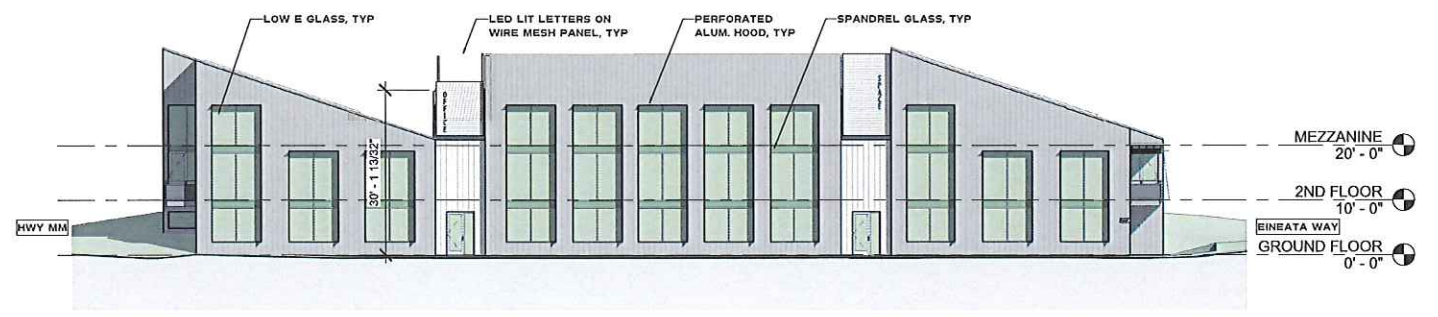 LOW E GLASS, TYP
LED LIT LETTERS ON
WIRE MESH PANEL, TYP
PERFORATED
ALUM. HOOD, TYP
SPANDREL GLASS, TYP
OFFICE
SPACE
30' - 1 13/32"
MEZZANINE
20' - 0"
2ND FLOOR
10' - 0"
HWY MM
EINEATA WAY
GROUND FLOOR
0' - 0"